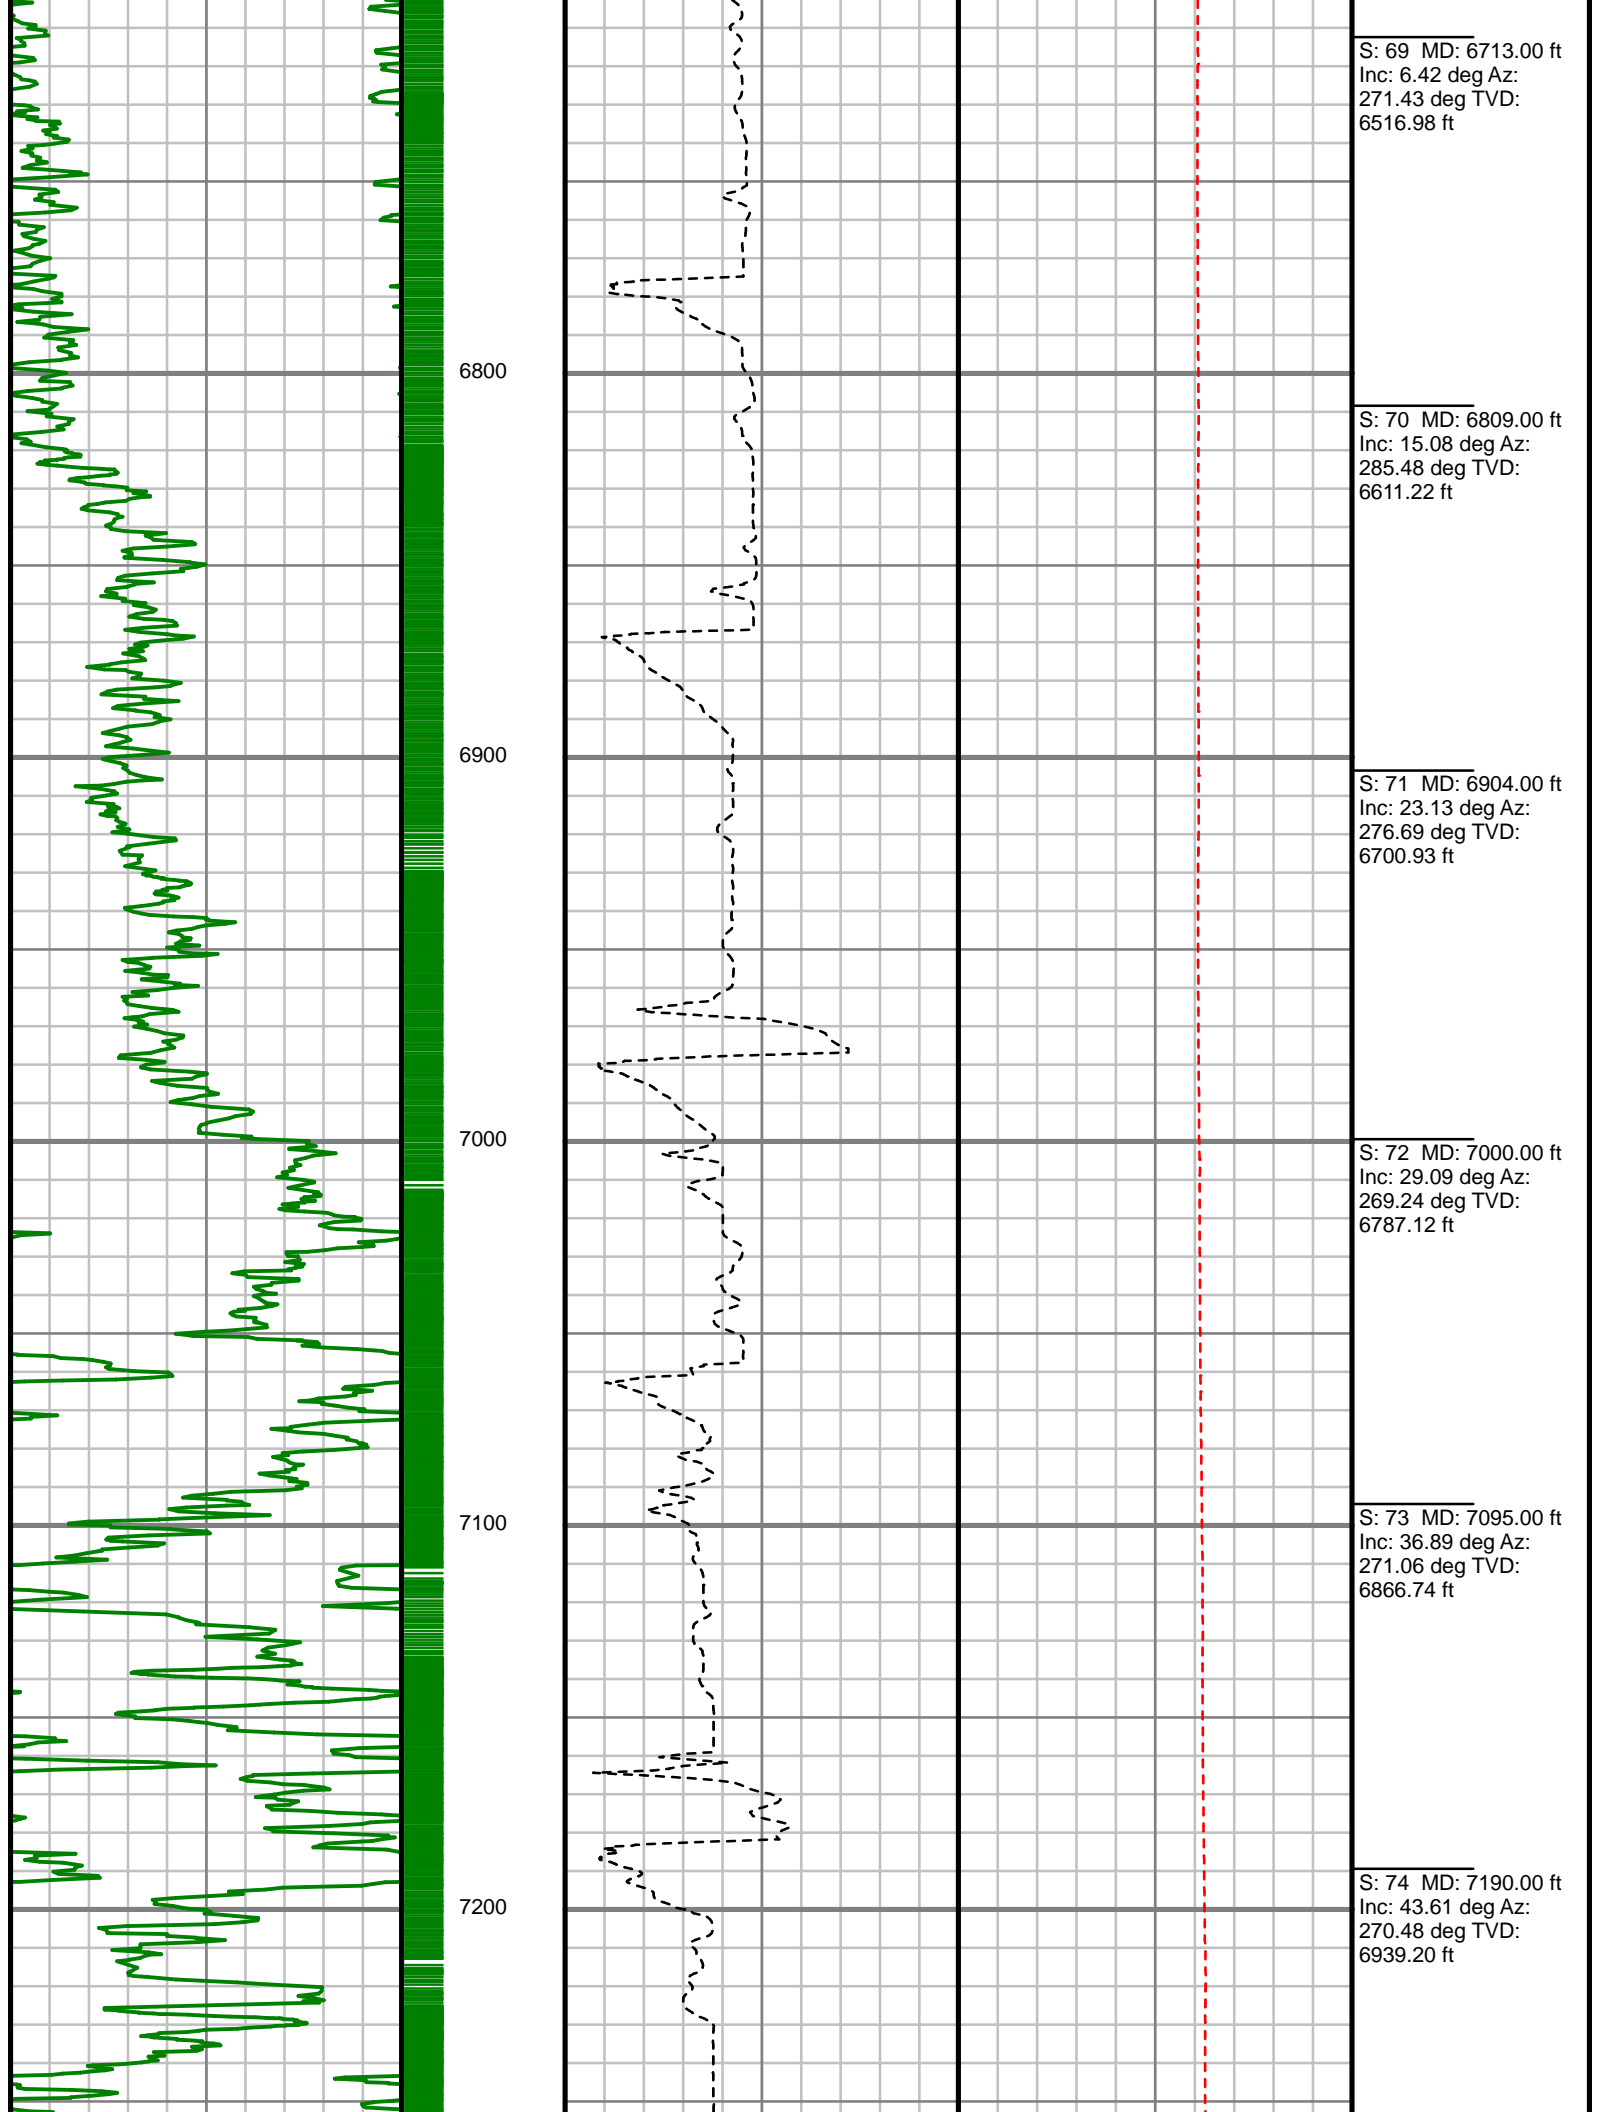 S: 69 MD: 6713.00 ft
Inc: 6.42 deg Az:
271.43 deg TVD:
6516.98 ft
6800
S: 70 MD: 6809.00 ft
Inc: 15.08 deg Az:
285.48 deg TVD:
6611.22 ft
6900
S: 71 MD: 6904.00 ft
Inc: 23.13 deg Az:
276.69 deg TVD:
6700.93 ft
7000
S: 72 MD: 7000.00 ft
Inc: 29.09 deg Az:
269.24 deg TVD:
6787.12 ft
7100
S: 73 MD: 7095.00 ft
Inc: 36.89 deg Az:
271.06 deg TVD:
6866.74 ft
7200
S: 74 MD: 7190.00 ft
Inc: 43.61 deg Az:
270.48 deg TVD:
6939.20 ft